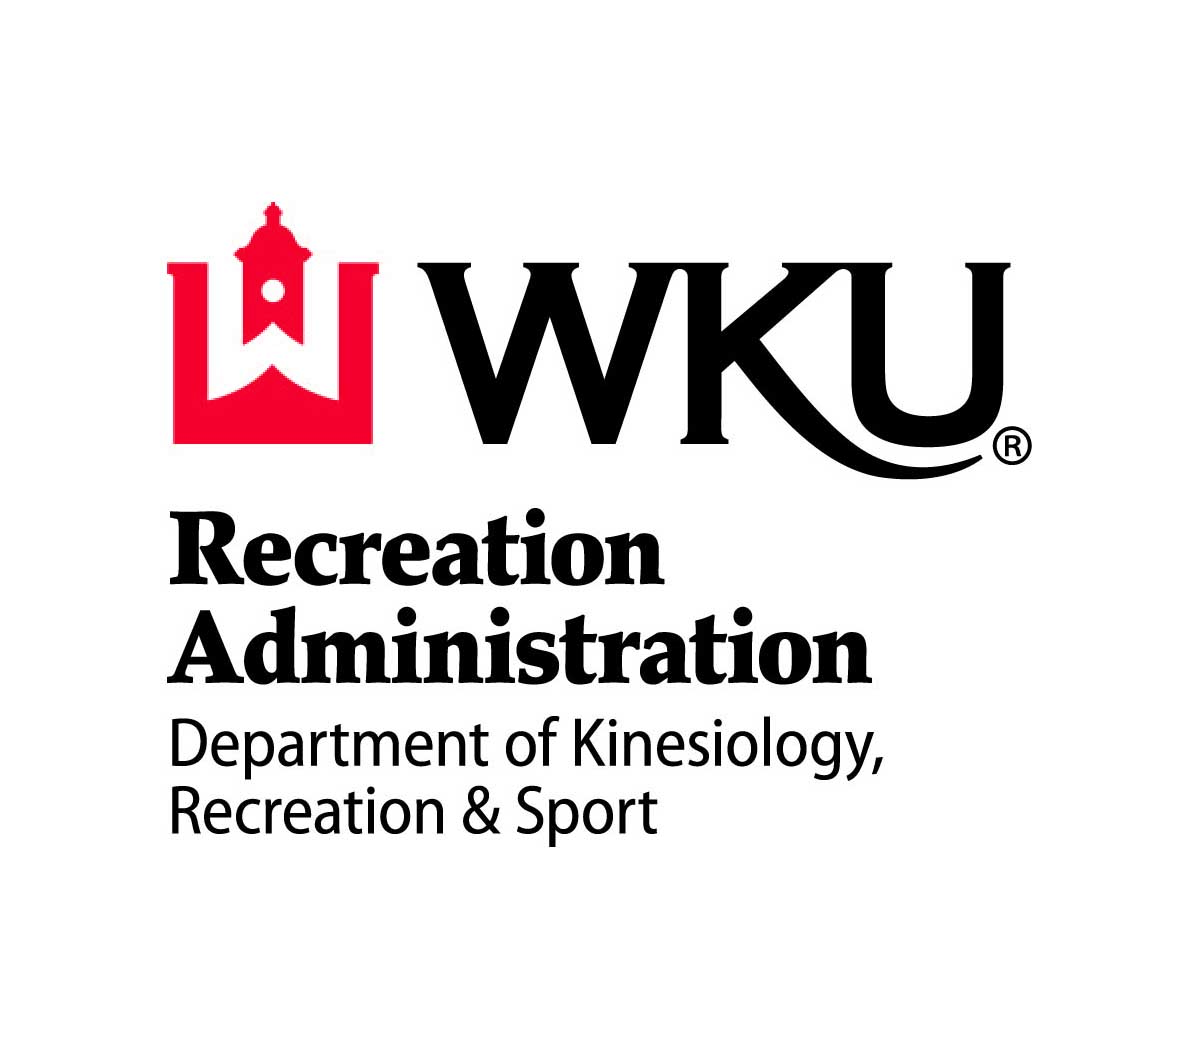 WKU®
Recreation
Administration
Department of Kinesiology,
Recreation & Sport